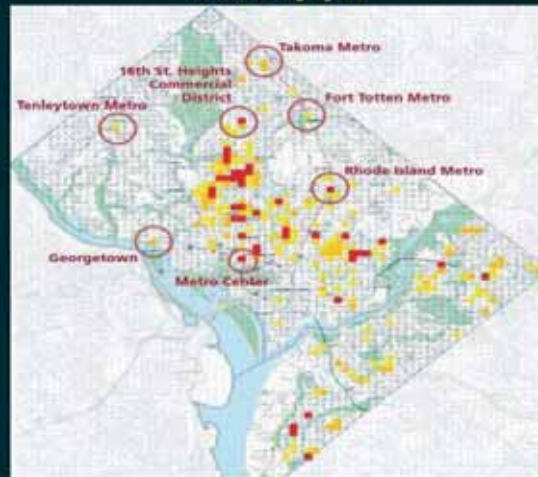 Takoma Metro
16th St. Heights
Commercial
District
Tenleytown Metro
Fort Totten Metro
Rhode Island Metro
Georgetown
Metro Center